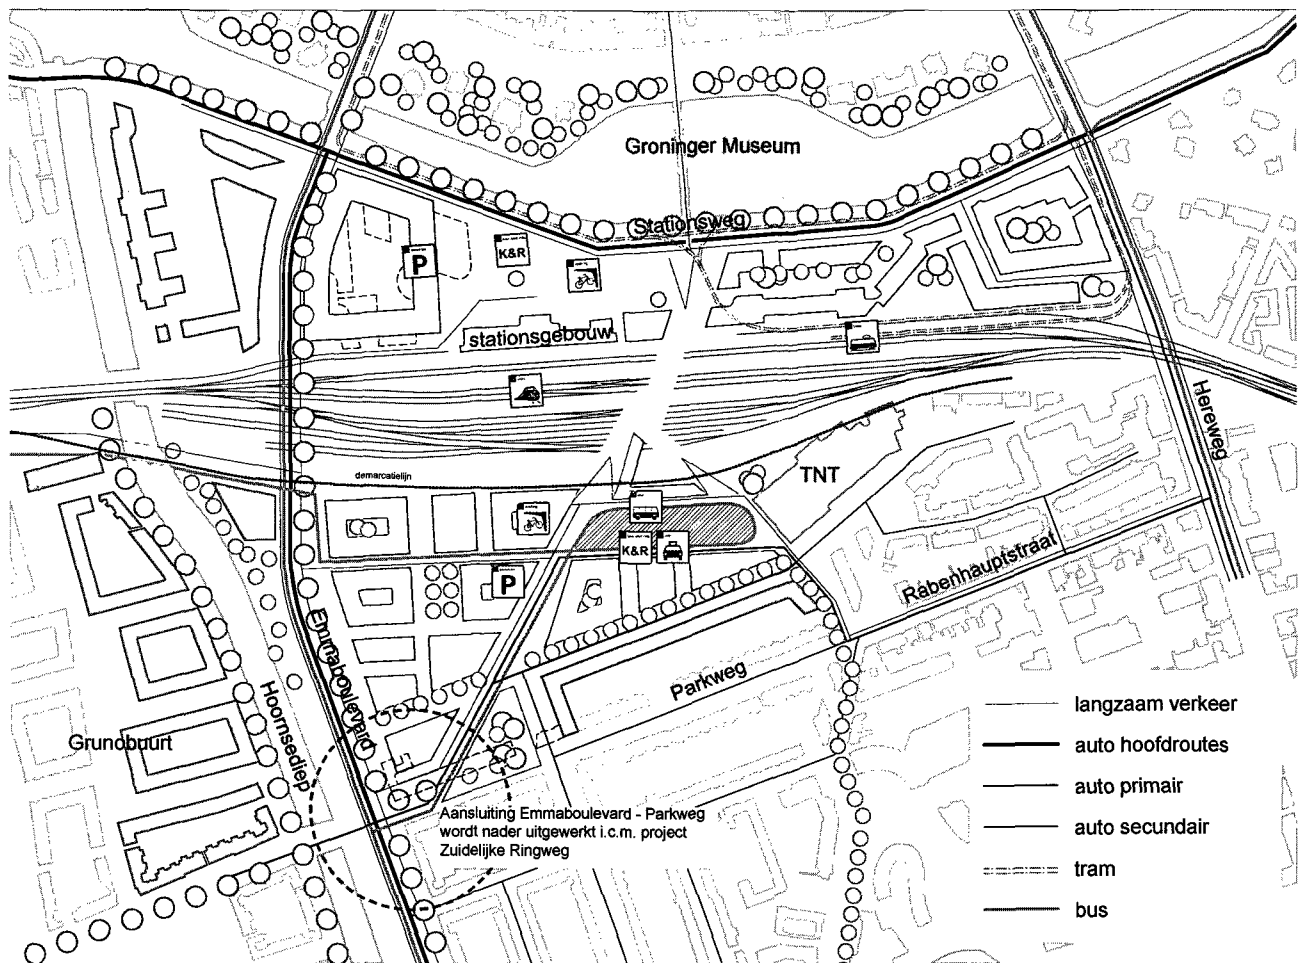 Groninger Museum
Stationsweg
P
K&R
stationsgebouw
Hereweg
demarcatielijn
TNT
K&R
P
Rabenhauptstraat
Emmaboulevard
Parkweg
Hoornsediep
Grunobuurt
Aansluiting Emmaboulevard - Parkweg
wordt nader uitgewerkt i.c.m. project
Zuidelijke Ringweg
langzaam verkeer
auto hoofdroutes
auto primair
auto secundair
tram
bus